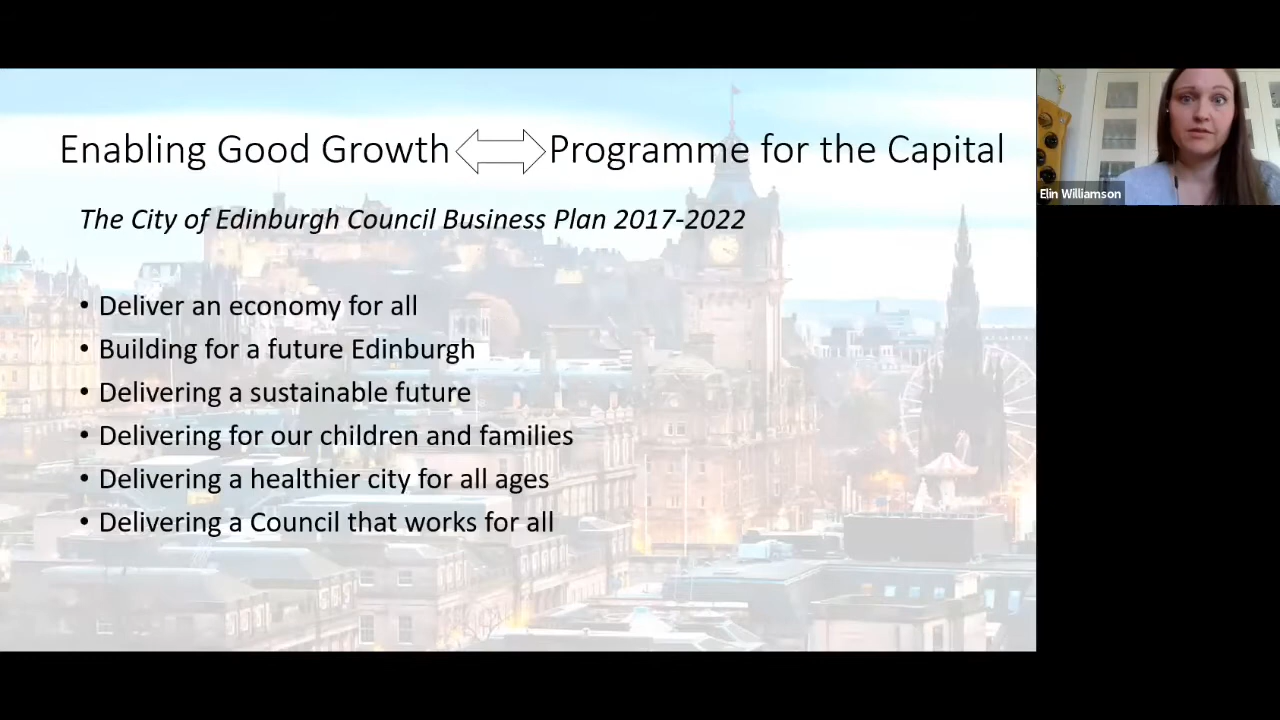 Enabling Good Growth Programme for the Capital
The City of Edinburgh Council Business Plan 2017-2022
• Deliver an economy for all
• Building for a future Edinburgh
• Delivering a sustainable future
• Delivering for our children and families
• Delivering a healthier city for all ages
• Delivering a Council that works for all
Elin Williamson